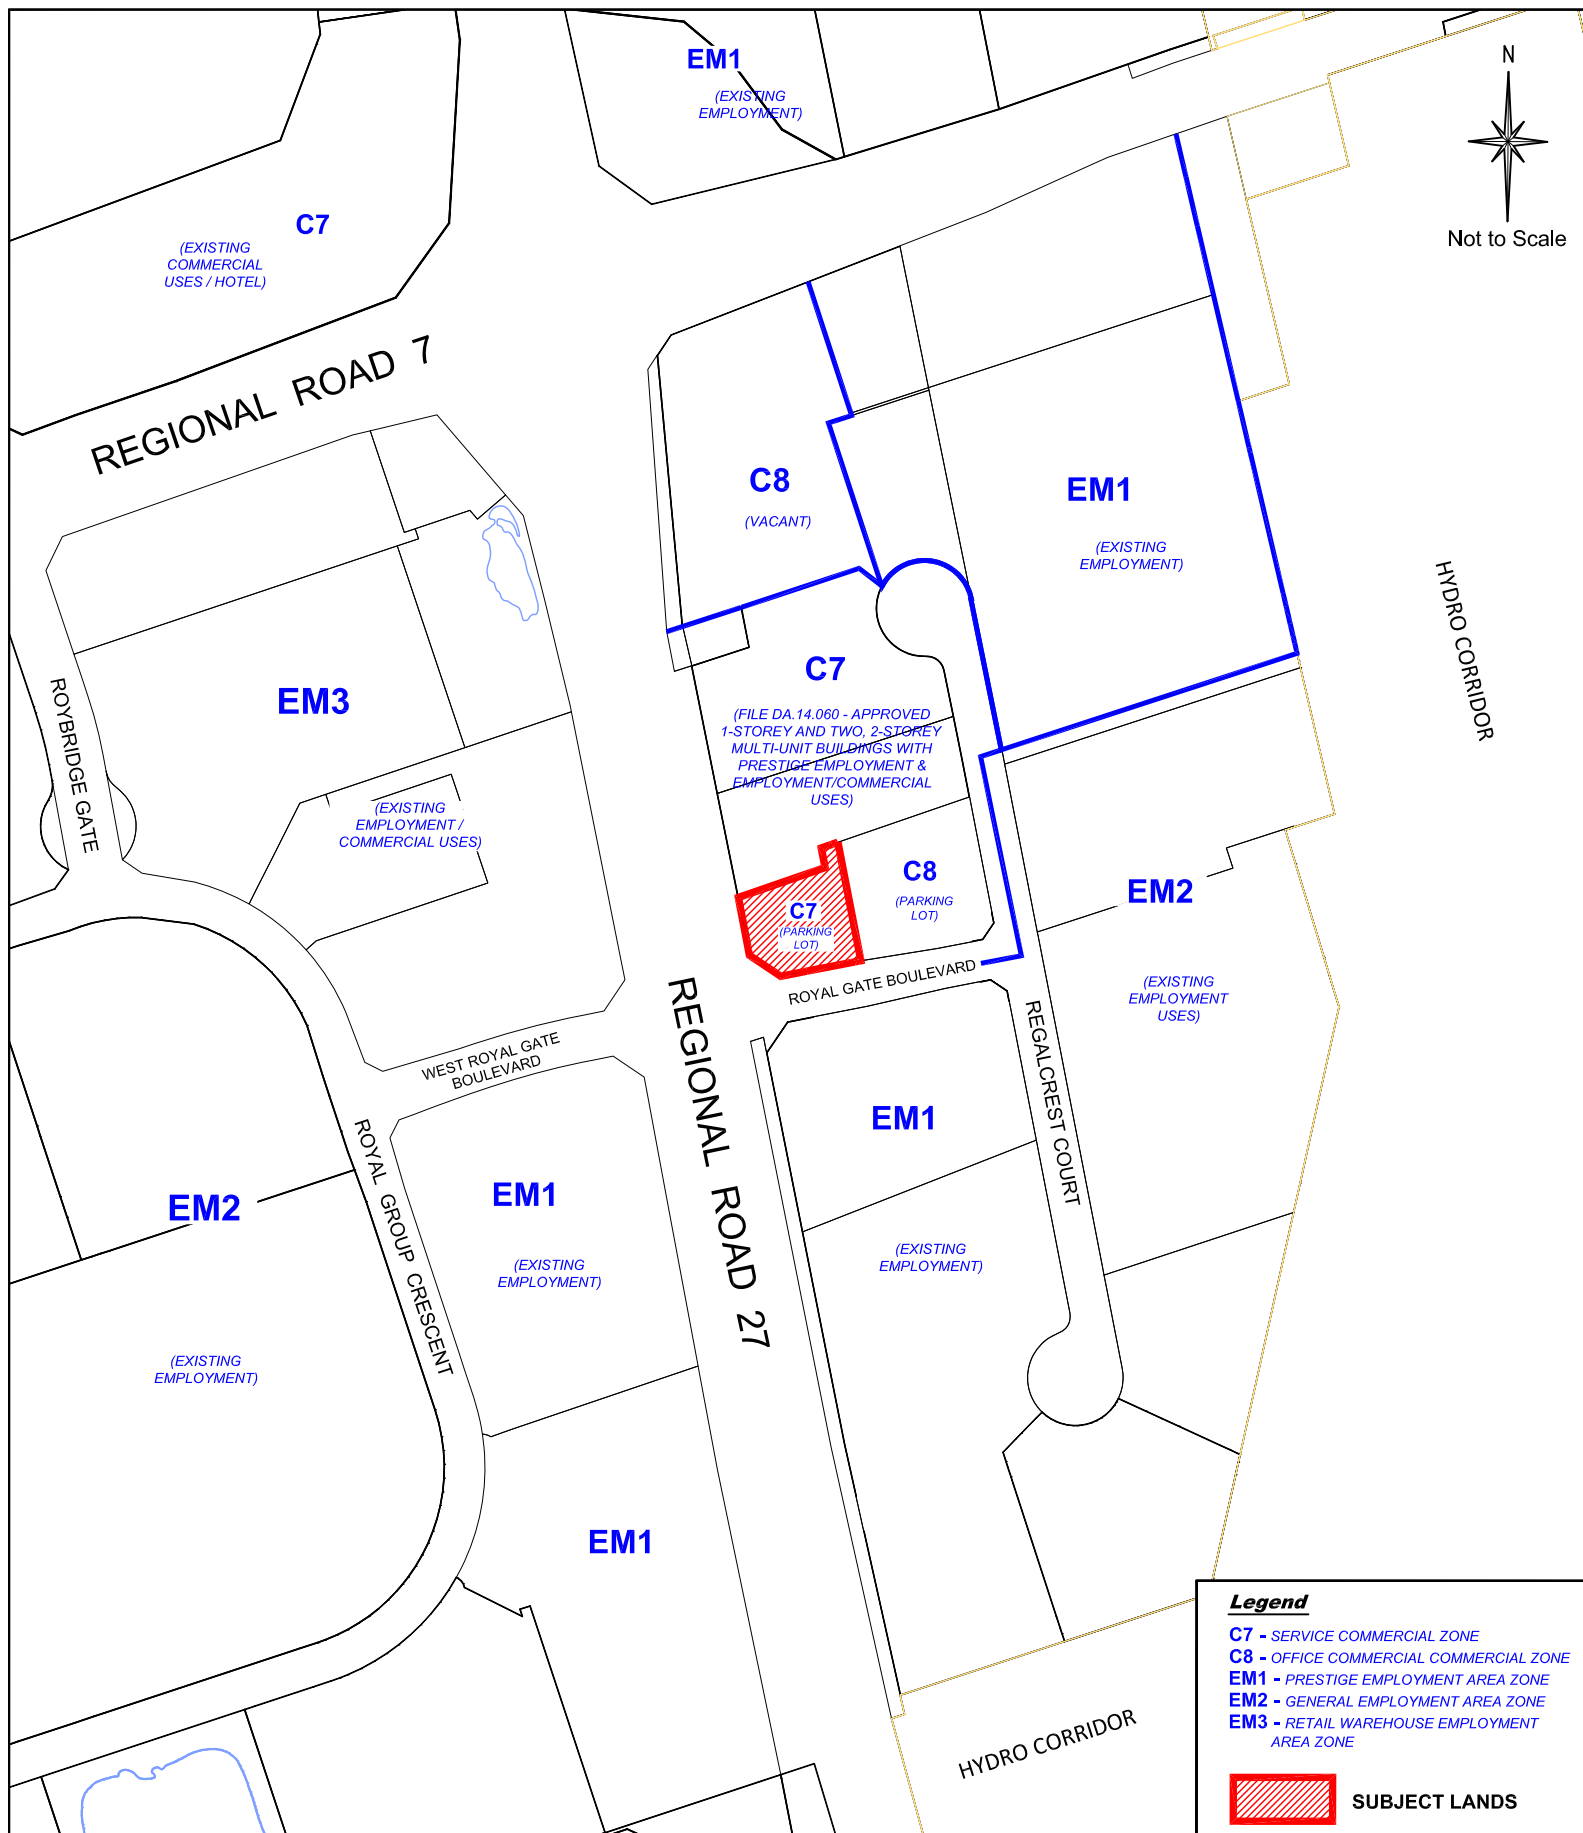 EM1
(EXISTING
EMPLOYMENT)
N
Not to Scale
C7
(EXISTING
COMMERCIAL
USES / HOTEL)
REGIONAL ROAD 7
C8
(VACANT)
EM1
(EXISTING
EMPLOYMENT)
HYDRO CORRIDOR
EM3
(EXISTING
EMPLOYMENT /
COMMERCIAL USES)
ROYBRIDGE GATE
C7
(FILE DA.14.060 - APPROVED
1-STOREY AND TWO, 2-STOREY
MULTI-UNIT BUILDINGS WITH
PRESTIGE EMPLOYMENT &
EMPLOYMENT/COMMERCIAL
USES)
C8
(PARKING
LOT)
C7
(PARKING
LOT)
EM2
(EXISTING
EMPLOYMENT
USES)
ROYAL GATE BOULEVARD
REGIONAL ROAD 27
REGALCREST COURT
WEST ROYAL GATE
BOULEVARD
EM1
(EXISTING
EMPLOYMENT)
ROYAL GROUP CRESCENT
EM2
(EXISTING
EMPLOYMENT)
EM1
(EXISTING
EMPLOYMENT)
EM1
HYDRO CORRIDOR
Legend
C7 - SERVICE COMMERCIAL ZONE
C8 - OFFICE COMMERCIAL COMMERCIAL ZONE
EM1 - PRESTIGE EMPLOYMENT AREA ZONE
EM2 - GENERAL EMPLOYMENT AREA ZONE
EM3 - RETAIL WAREHOUSE EMPLOYMENT
AREA ZONE
SUBJECT LANDS